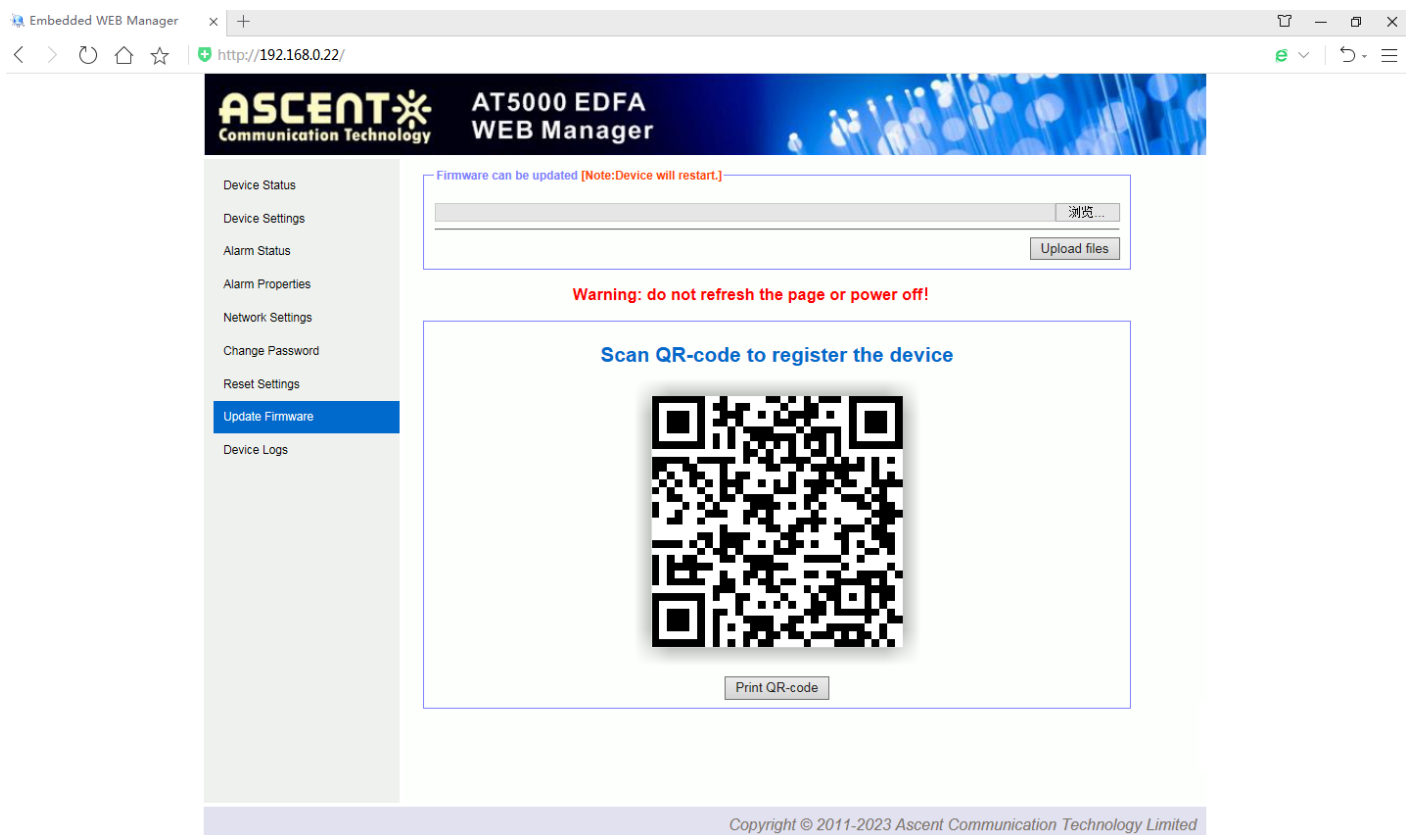 Embedded WEB Manager
http://192.168.0.22/
ASCENT
Communication Technology
AT5000 EDFA
WEB Manager
Device Status
Device Settings
Alarm Status
Alarm Properties
Network Settings
Change Password
Reset Settings
Update Firmware
Device Logs
Firmware can be updated [Note:Device will restart.]
浏览...
Upload files
Warning: do not refresh the page or power off!
Scan QR-code to register the device
Print QR-code
Copyright © 2011-2023 Ascent Communication Technology Limited